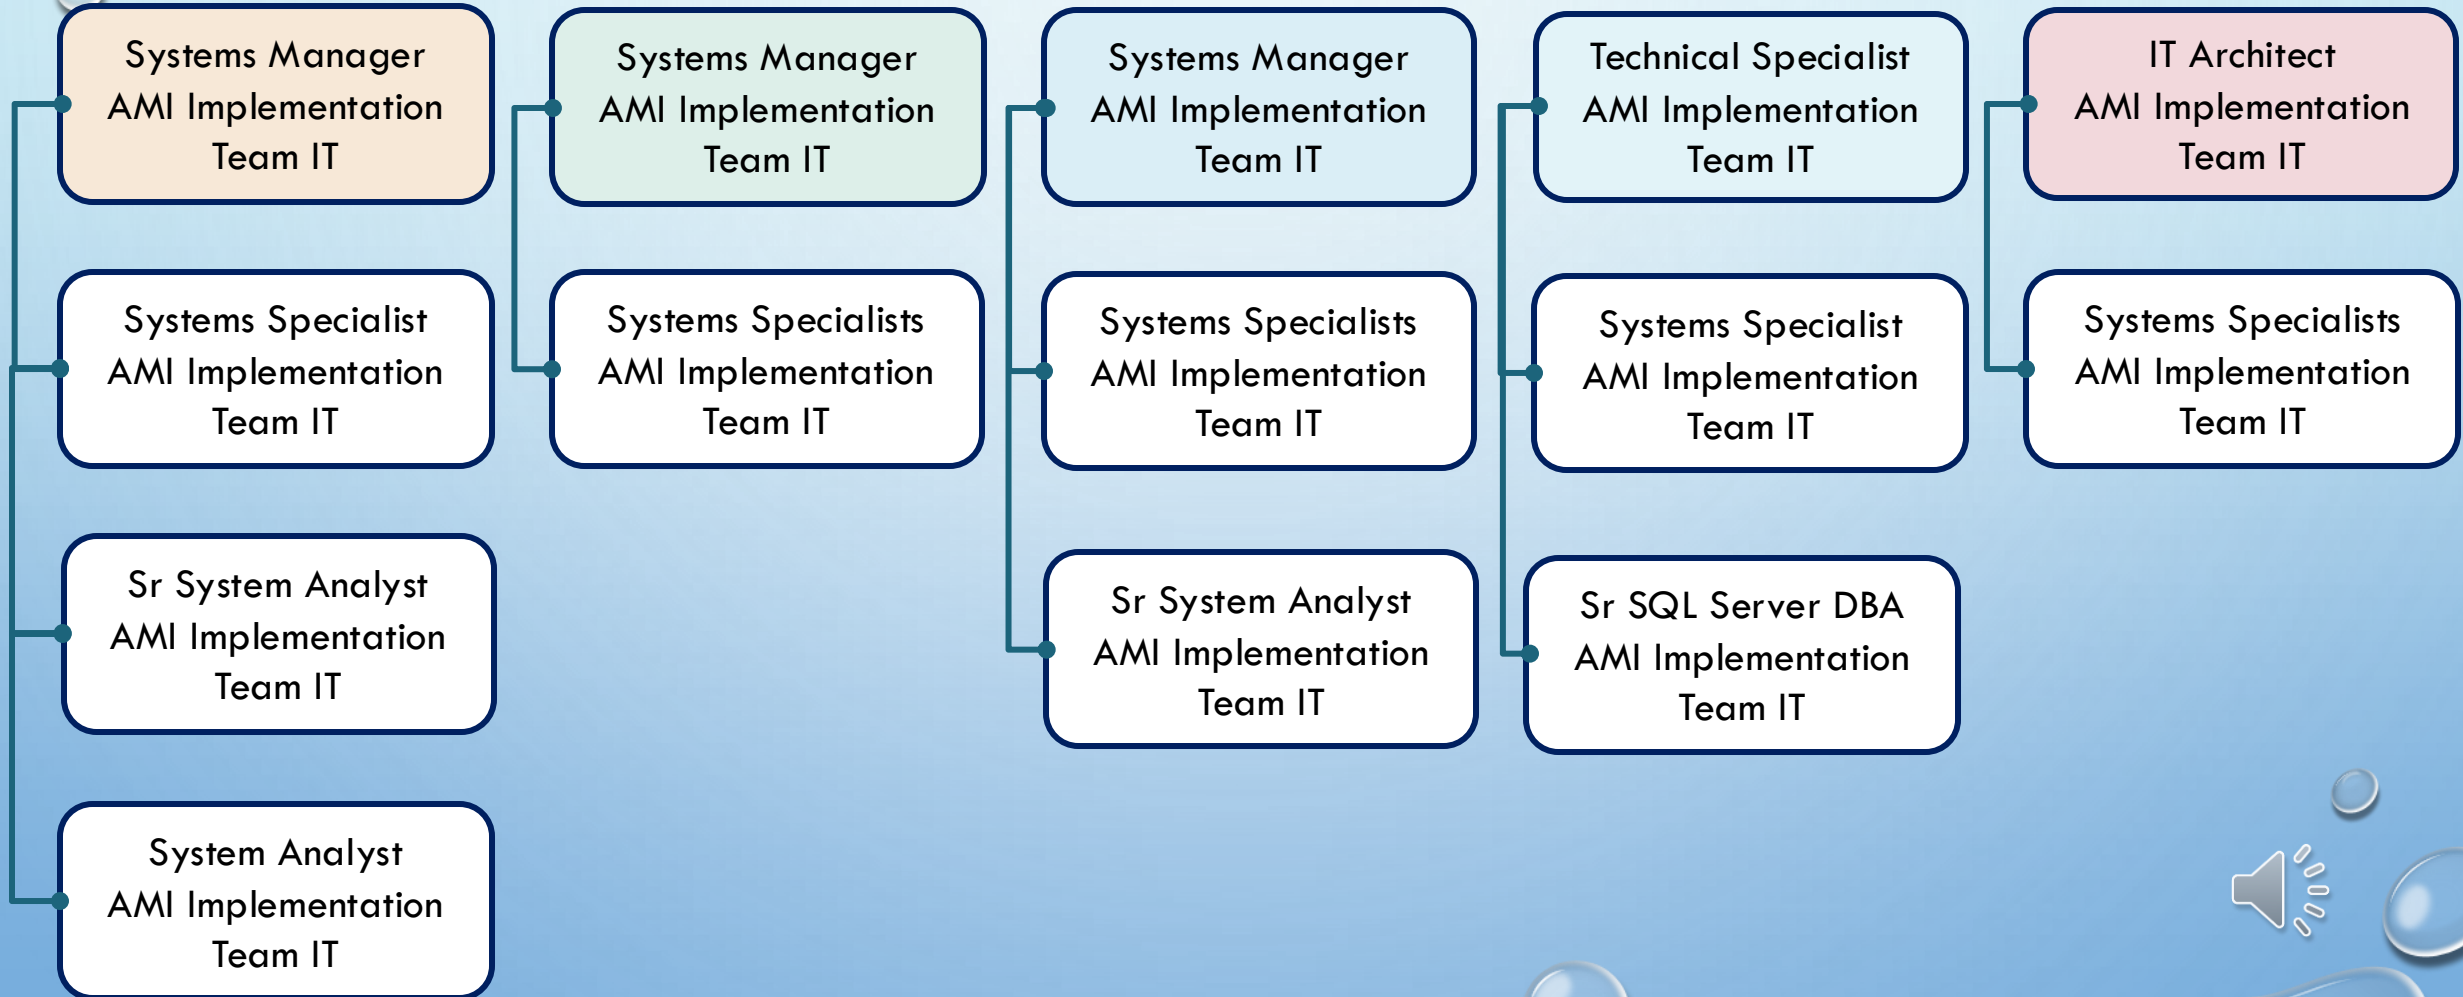 Systems Manager
AMI Implementation
Team IT
Systems Specialist
AMI Implementation
Team IT
Sr System Analyst
AMI Implementation
Team IT
System Analyst
AMI Implementation
Team IT
Systems Manager
AMI Implementation
Team IT
Systems Specialists
AMI Implementation
Team IT
Systems Manager
AMI Implementation
Team IT
Systems Specialists
AMI Implementation
Team IT
Sr System Analyst
AMI Implementation
Team IT
Technical Specialist
AMI Implementation
Team IT
Systems Specialist
AMI Implementation
Team IT
Sr SQL Server DBA
AMI Implementation
Team IT
IT Architect
AMI Implementation
Team IT
Systems Specialists
AMI Implementation
Team IT